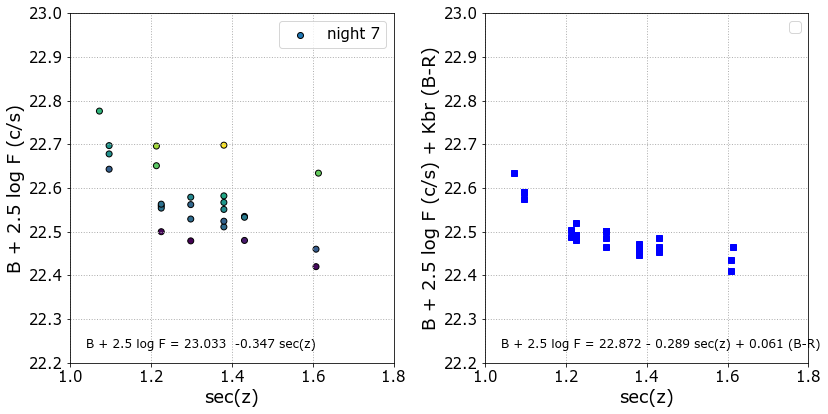 23.0
22.9
22.8
22.7
22.6
22.5
22.4
22.3
22.2
B + 2.5 log F (c/s)
night 7
B + 2.5 log F = 23.033  -0.347 sec(z)
1.0 1.2 1.4 1.6 1.8
sec(z)
23.0
22.9
22.8
22.7
22.6
22.5
22.4
22.3
22.2
B + 2.5 log F (c/s) + Kbr (B-R)
B + 2.5 log F = 22.872 - 0.289 sec(z) + 0.061 (B-R)
1.0 1.2 1.4 1.6 1.8
sec(z)